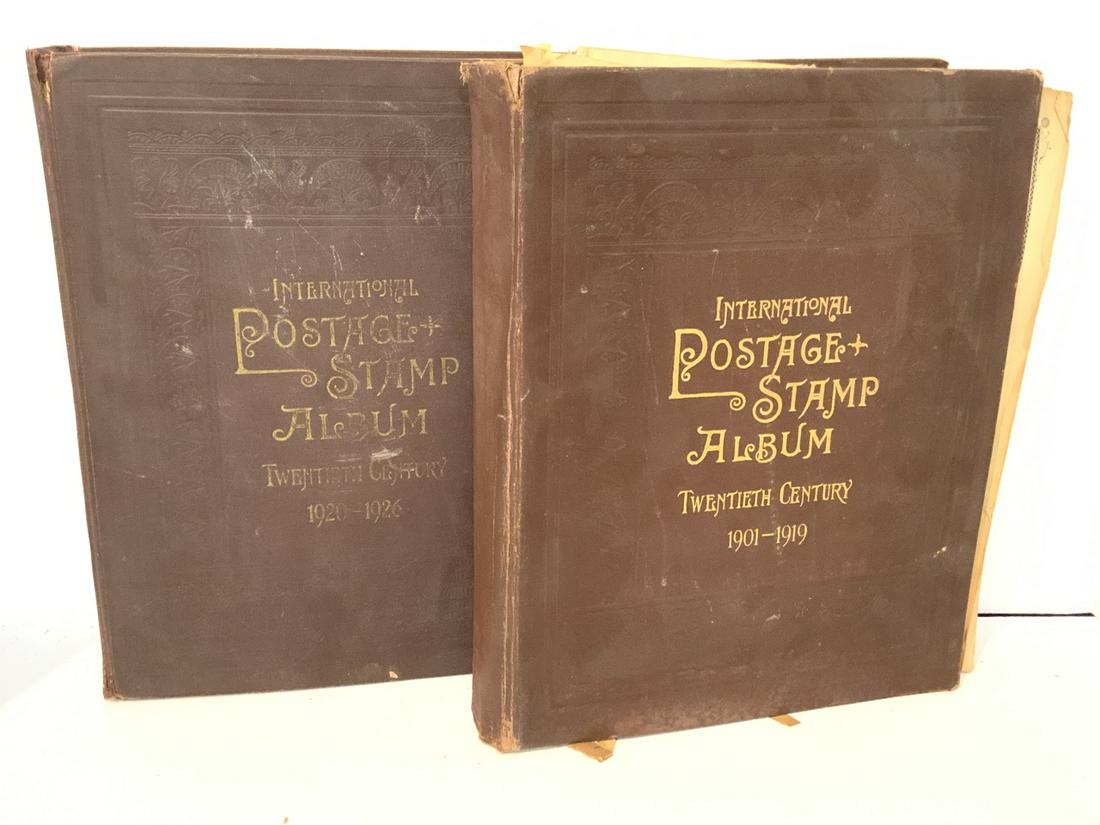 International
Postage
Stamp
Album
Twentieth Century
1920–1926
International
Postage
Stamp
Album
Twentieth Century
1901–1919